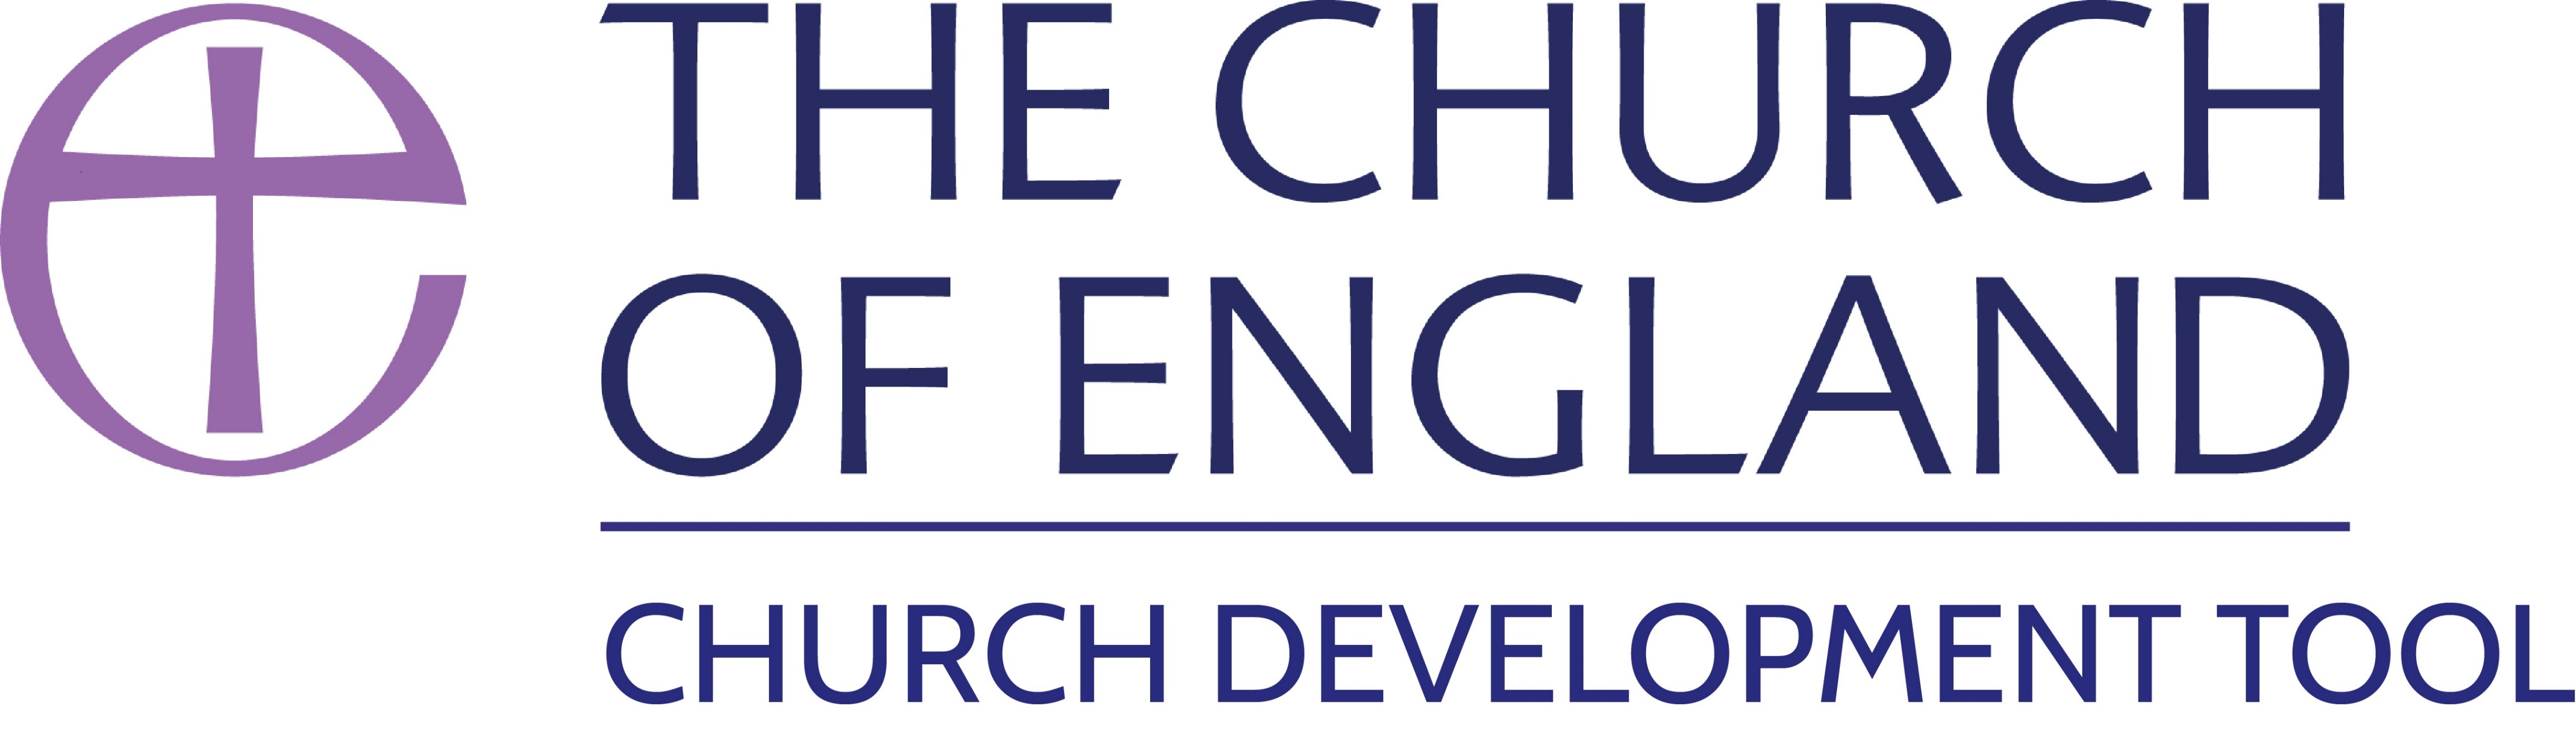 THE CHURCH
OF ENGLAND
CHURCH DEVELOPMENT TOOL